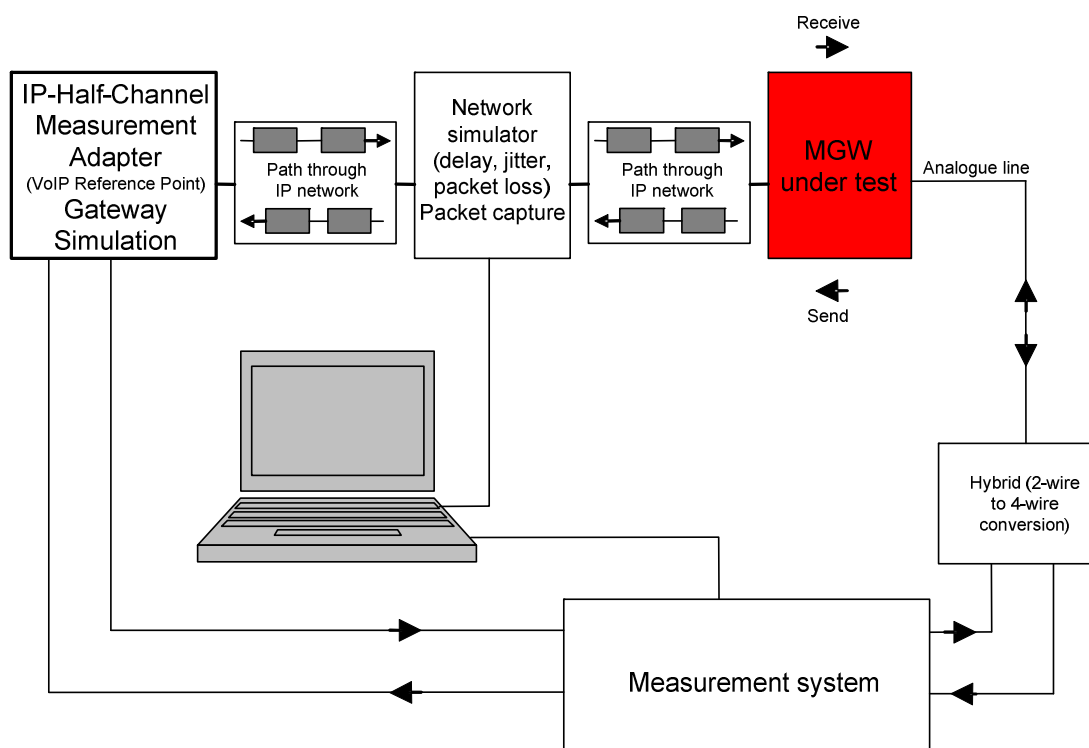 Receive
IP-Half-Channel
Measurement
Adapter
(VoIP Reference Point)
Gateway
Simulation
Path through
IP network
Network
simulator
(delay, jitter,
packet loss)
Packet capture
Path through
IP network
MGW
under test
Analogue line
Send
Hybrid (2-wire
to 4-wire
conversion)
Measurement system